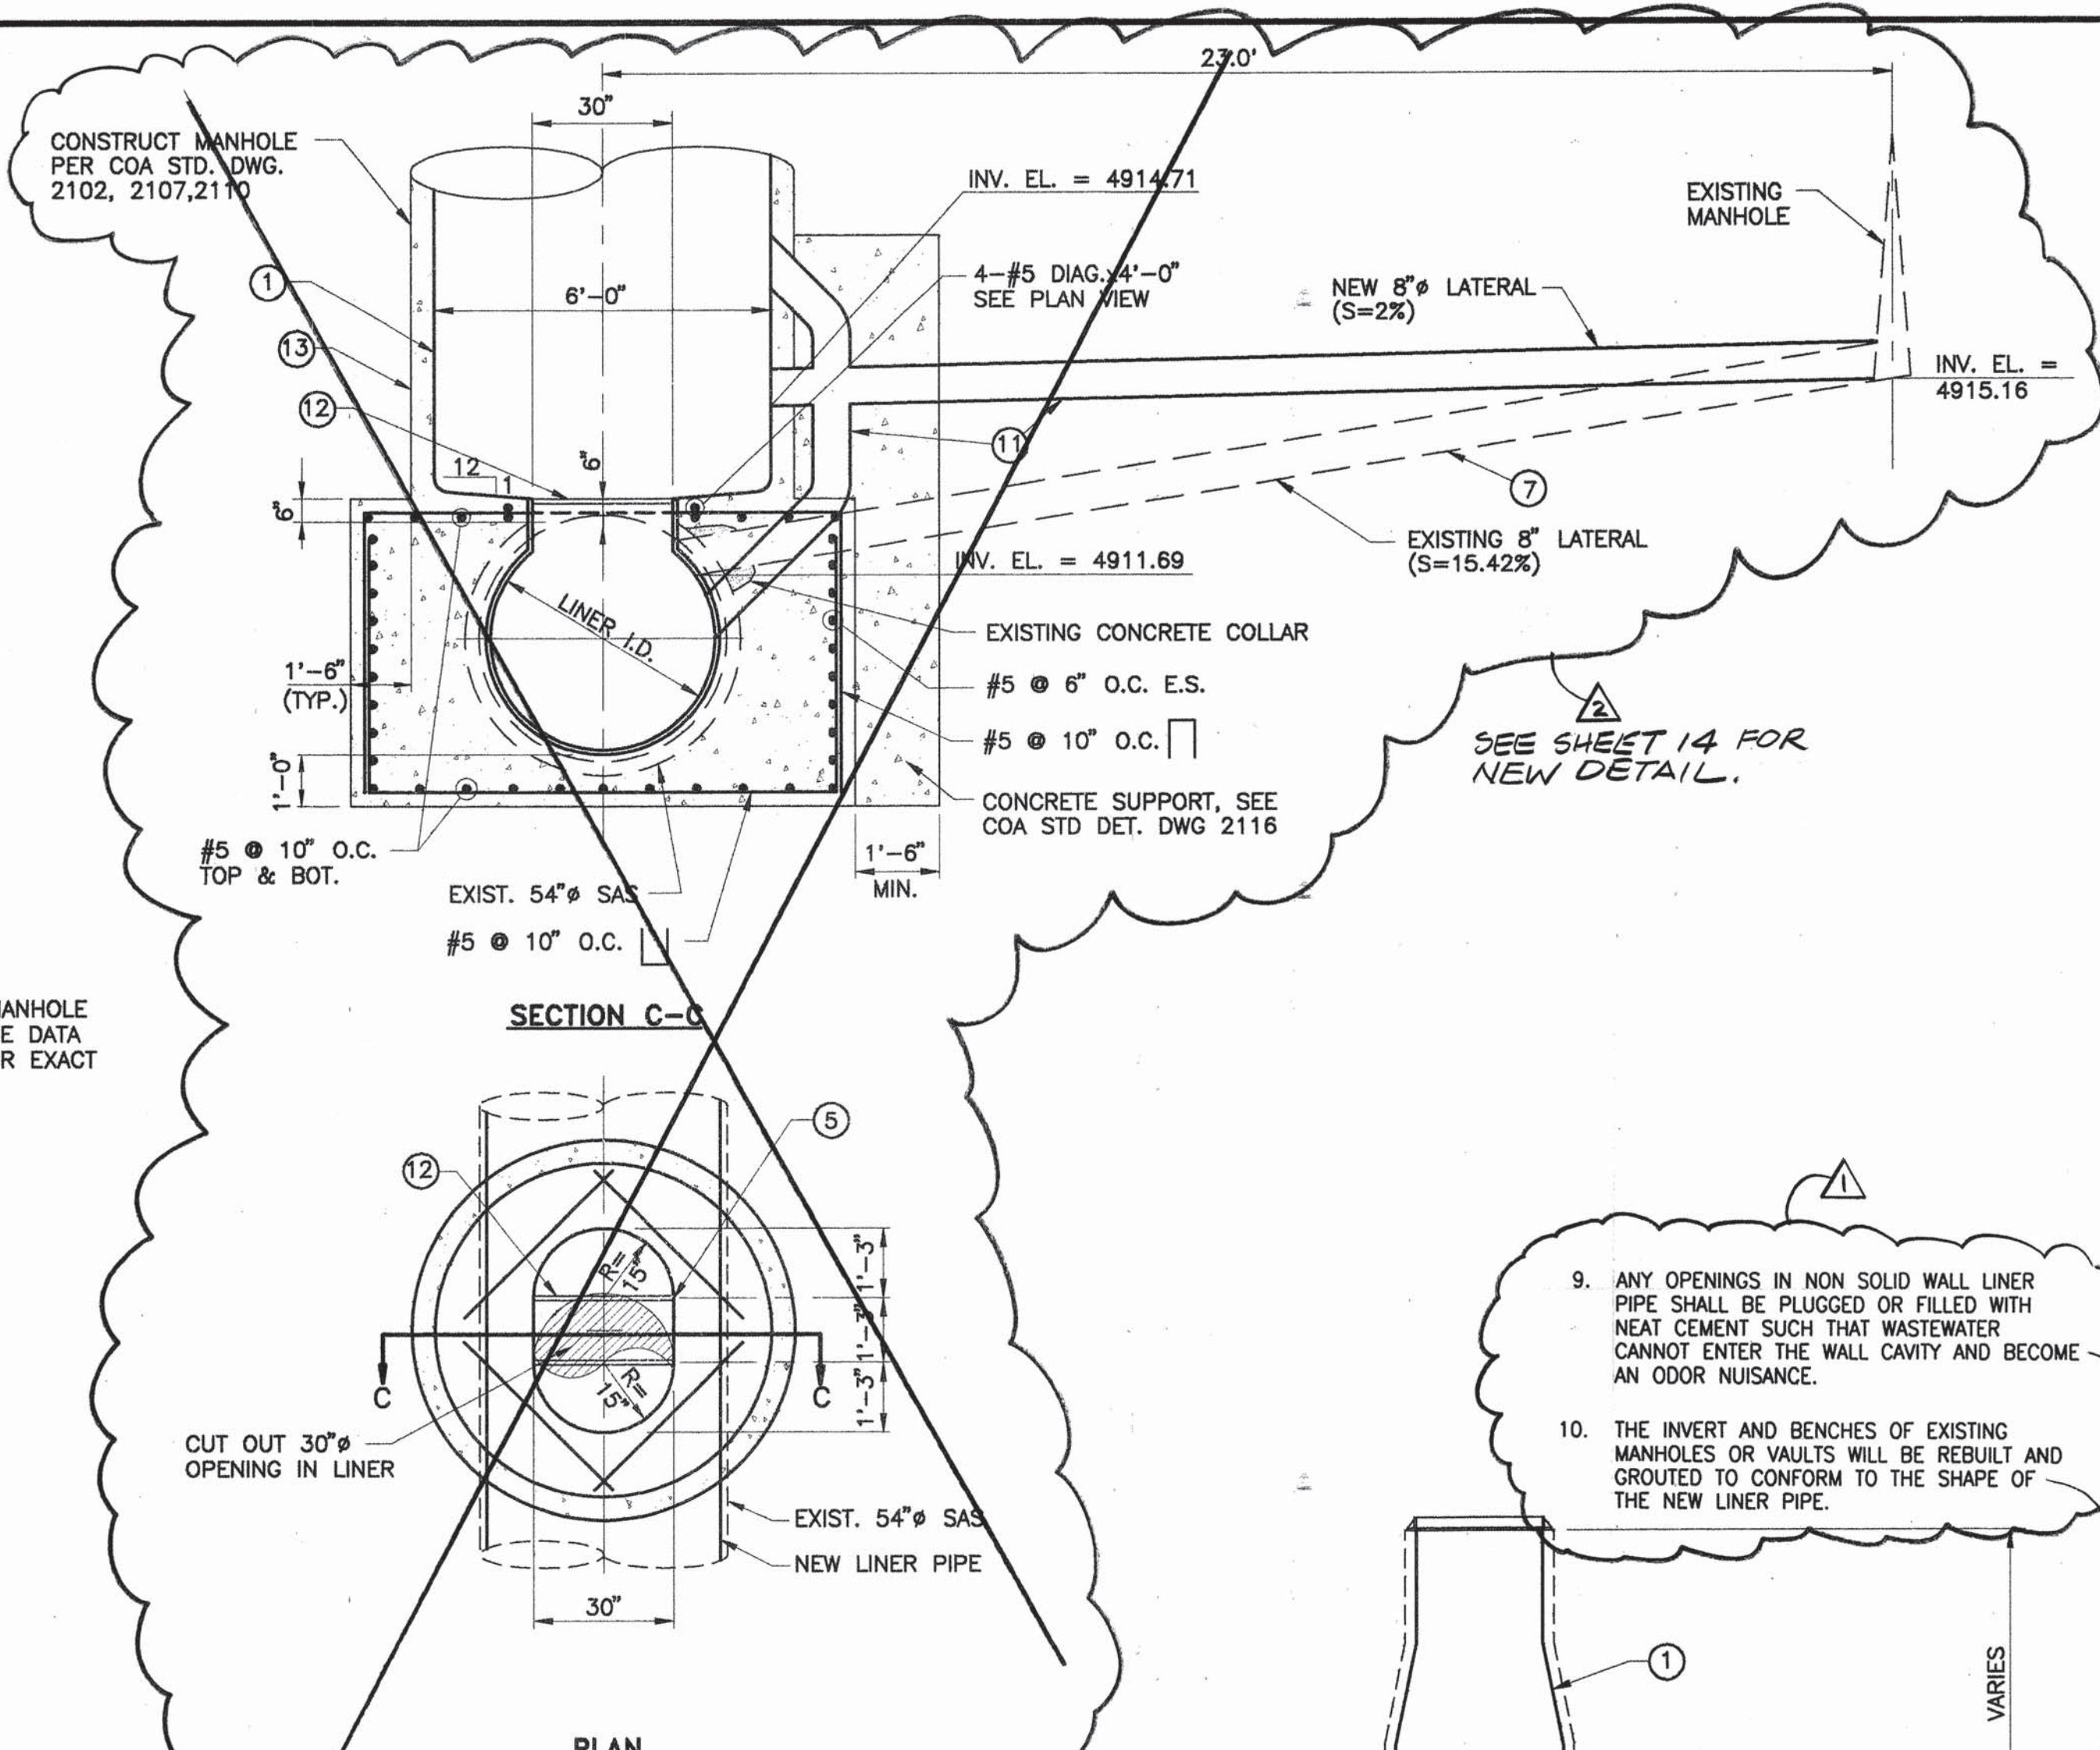 23.0'
30"
CONSTRUCT MANHOLE
PER COA STD. DWG.
2102, 2107,2110
INV. EL. = 4914.71
EXISTING
MANHOLE
4-#5 DIAG.x4'-0"
SEE PLAN VIEW
1
6'-0"
NEW 8"ø LATERAL
(S=2%)
13
INV. EL. =
4915.16
12
11
6"
12
1
7
6"
EXISTING 8" LATERAL
(S=15.42%)
INV. EL. = 4911.69
LINER I.D.
EXISTING CONCRETE COLLAR
1'-6"
(TYP.)
#5 @ 6" O.C. E.S.
2
#5 @ 10" O.C.
SEE SHEET 14 FOR
NEW DETAIL.
1'-0"
CONCRETE SUPPORT, SEE
COA STD DET. DWG 2116
#5 @ 10" O.C.
TOP & BOT.
1'-6"
MIN.
EXIST. 54"ø SAS
#5 @ 10" O.C.
SECTION C-C
MANHOLE
E DATA
R EXACT
5
12
1
R=
15"
1'-3"
1'-3"
1'-3"
R=
15"
C
C
CUT OUT 30"ø
OPENING IN LINER
EXIST. 54"ø SAS
NEW LINER PIPE
30"
9. ANY OPENINGS IN NON SOLID WALL LINER
PIPE SHALL BE PLUGGED OR FILLED WITH
NEAT CEMENT SUCH THAT WASTEWATER
CANNOT ENTER THE WALL CAVITY AND BECOME
AN ODOR NUISANCE.
10. THE INVERT AND BENCHES OF EXISTING
MANHOLES OR VAULTS WILL BE REBUILT AND
GROUTED TO CONFORM TO THE SHAPE OF
THE NEW LINER PIPE.
1
VARIES
PLAN